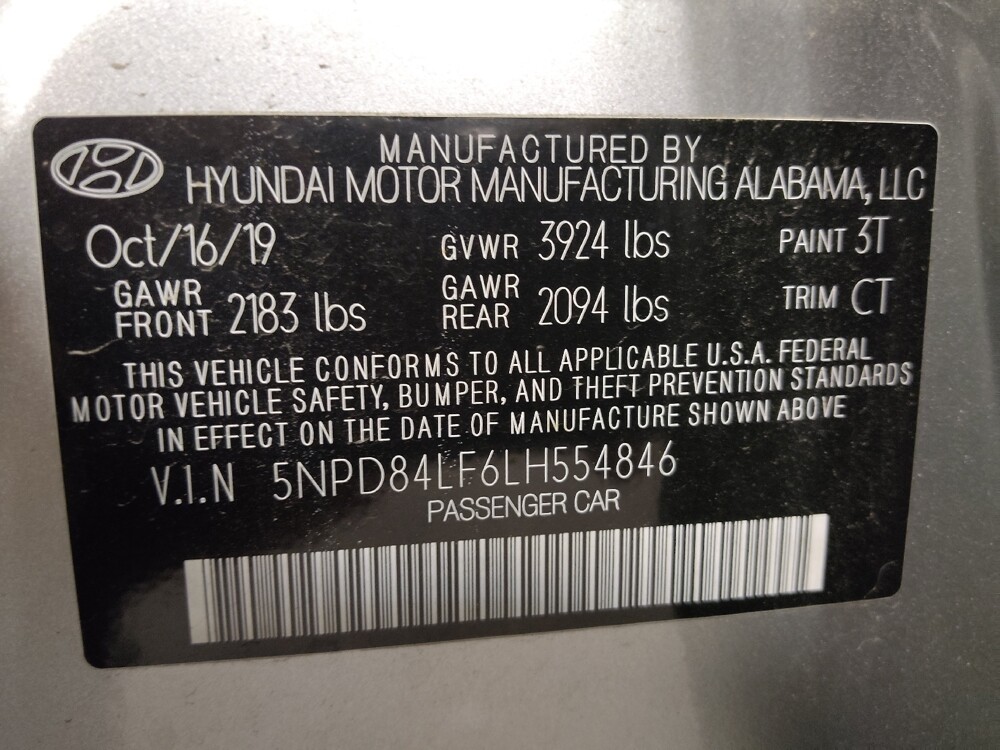 MANUFACTURED BY
HYUNDAI MOTOR MANUFACTURING ALABAMA, LLC
Oct/16/19 GVWR 3924 lbs PAINT 3T
GAWR FRONT 2183 lbs GAWR REAR 2094 lbs TRIM CT
THIS VEHICLE CONFORMS TO ALL APPLICABLE U.S.A. FEDERAL
MOTOR VEHICLE SAFETY, BUMPER, AND THEFT PREVENTION STANDARDS
IN EFFECT ON THE DATE OF MANUFACTURE SHOWN ABOVE
V.I.N 5NPD84LF6LH554846
PASSENGER CAR